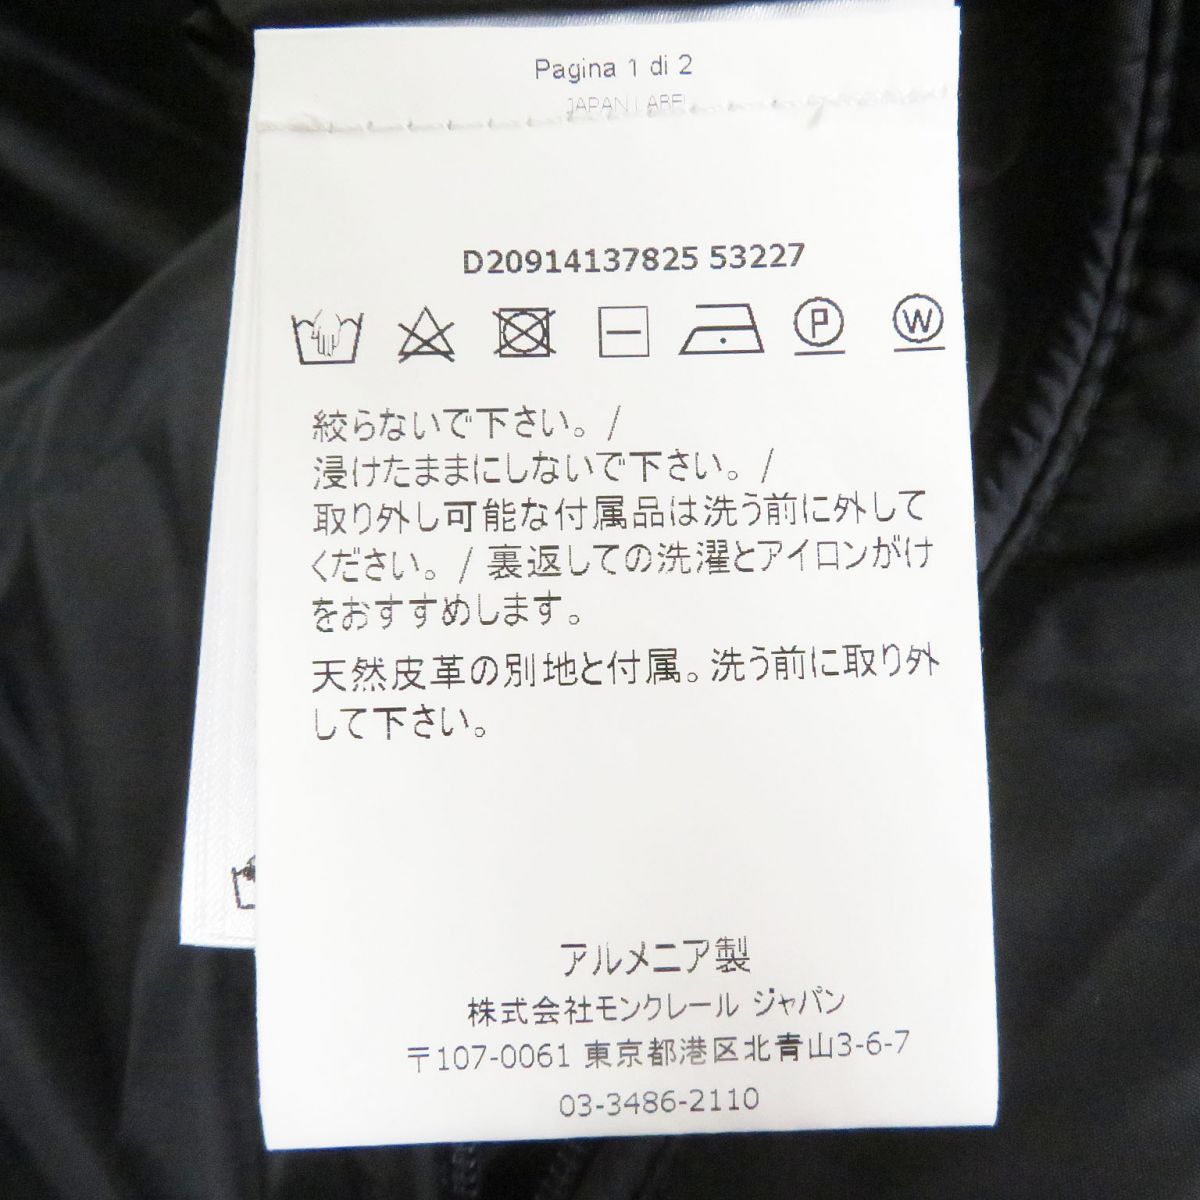 Pagina 1 di 2
JAPAN LABEL
D20914137825 53227
P W
絞らないで下さい。/
浸けたままにしないで下さい。/
取り外し可能な付属品は洗う前に外して
ください。/ 裏返しての洗濯とアイロンがけ
をおすすめします。
天然皮革の別地と付属。洗う前に取り外
して下さい。
アルメニア製
株式会社モンクレール ジャパン
〒107-0061 東京都港区北青山3-6-7
03-3486-2110